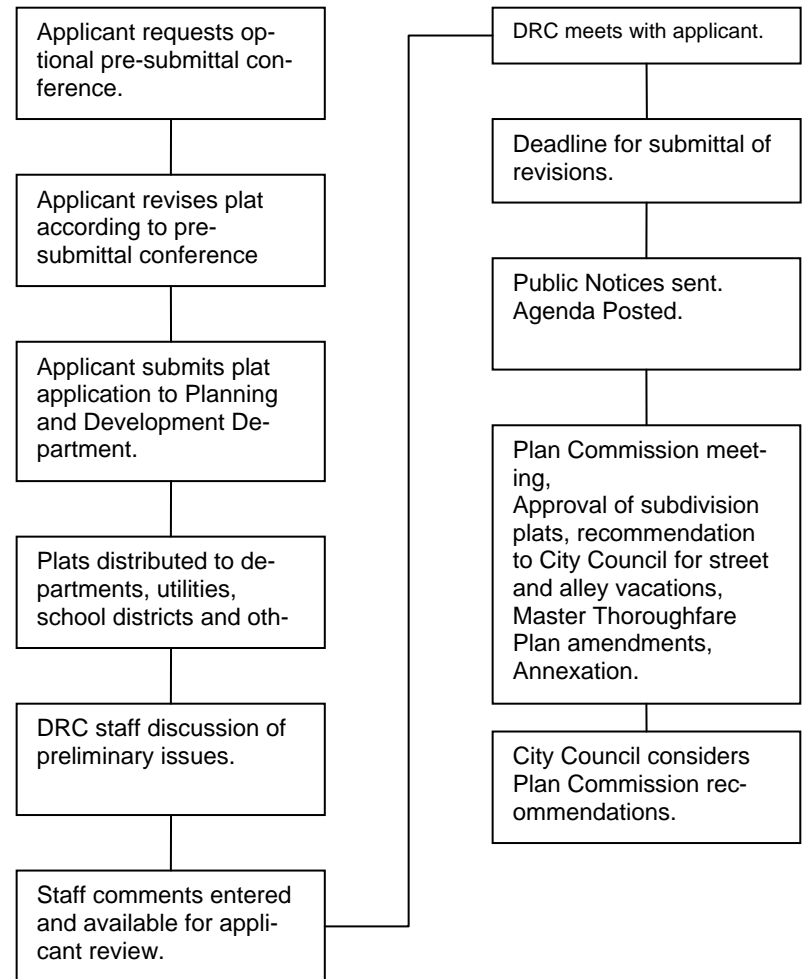 Applicant requests op-
tional pre-submittal con-
ference.
Applicant revises plat
according to pre-
submittal conference
Applicant submits plat
application to Planning
and Development De-
partment.
Plats distributed to de-
partments, utilities,
school districts and oth-
DRC staff discussion of
preliminary issues.
Staff comments entered
and available for appli-
cant review.
DRC meets with applicant.
Deadline for submittal of
revisions.
Public Notices sent.
Agenda Posted.
Plan Commission meet-
ing,
Approval of subdivision
plats, recommendation
to City Council for street
and alley vacations,
Master Thoroughfare
Plan amendments,
Annexation.
City Council considers
Plan Commission rec-
ommendations.